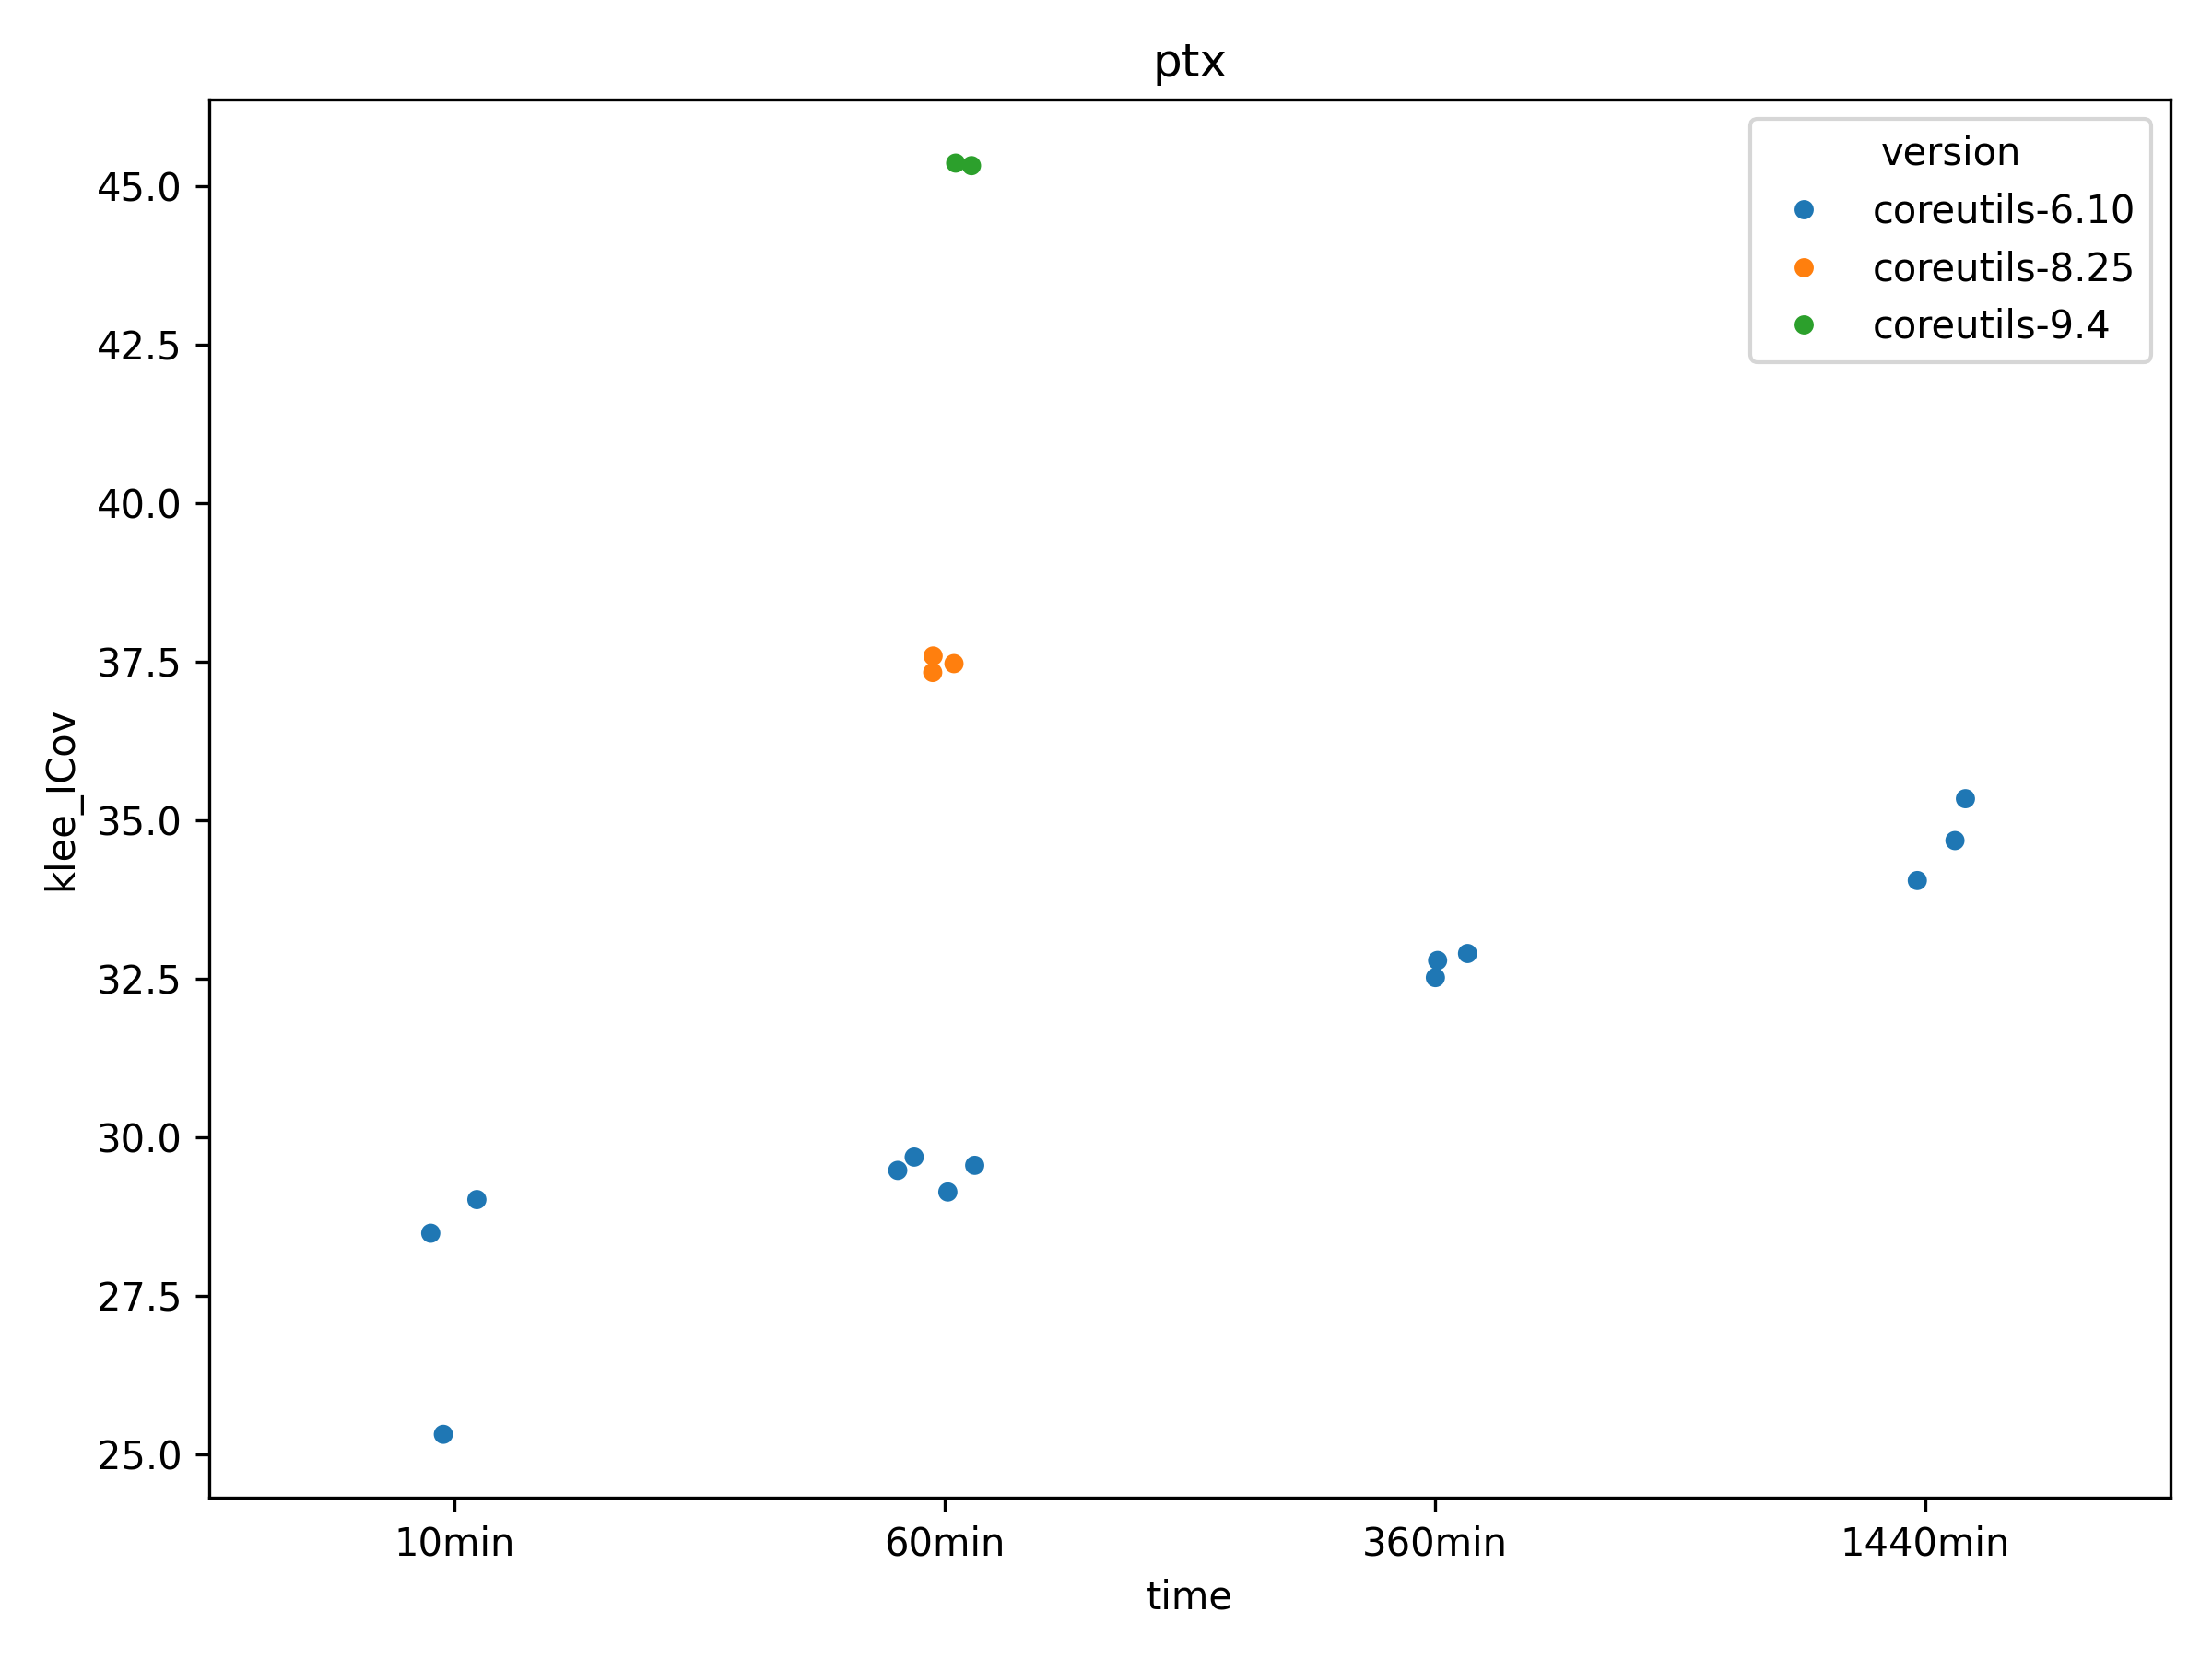 ptx
version
coreutils-6.10
coreutils-8.25
coreutils-9.4
klee_ICov
45.0
42.5
40.0
37.5
35.0
32.5
30.0
27.5
25.0
10min 60min 360min 1440min
time